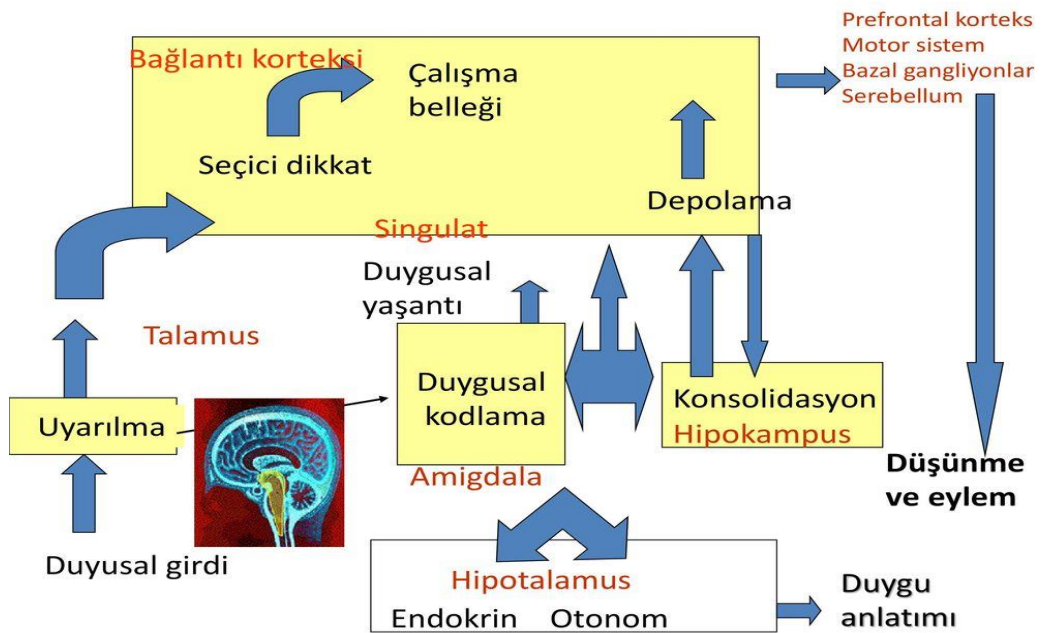 Prefrontal korteks
Motor sistem
Bazal gangliyonlar
Serebellum
Bağlantı korteksi
Çalışma
belleği
Seçici dikkat
Depolama
Singulat
Duygusal
yaşantı
Talamus
Uyarılma
Duygusal
kodlama
Konsolidasyon
Hipokampus
Amigdala
Düşünme
ve eylem
Duyusal girdi
Hipotalamus
Endokrin Otonom
Duygu
anlatımı